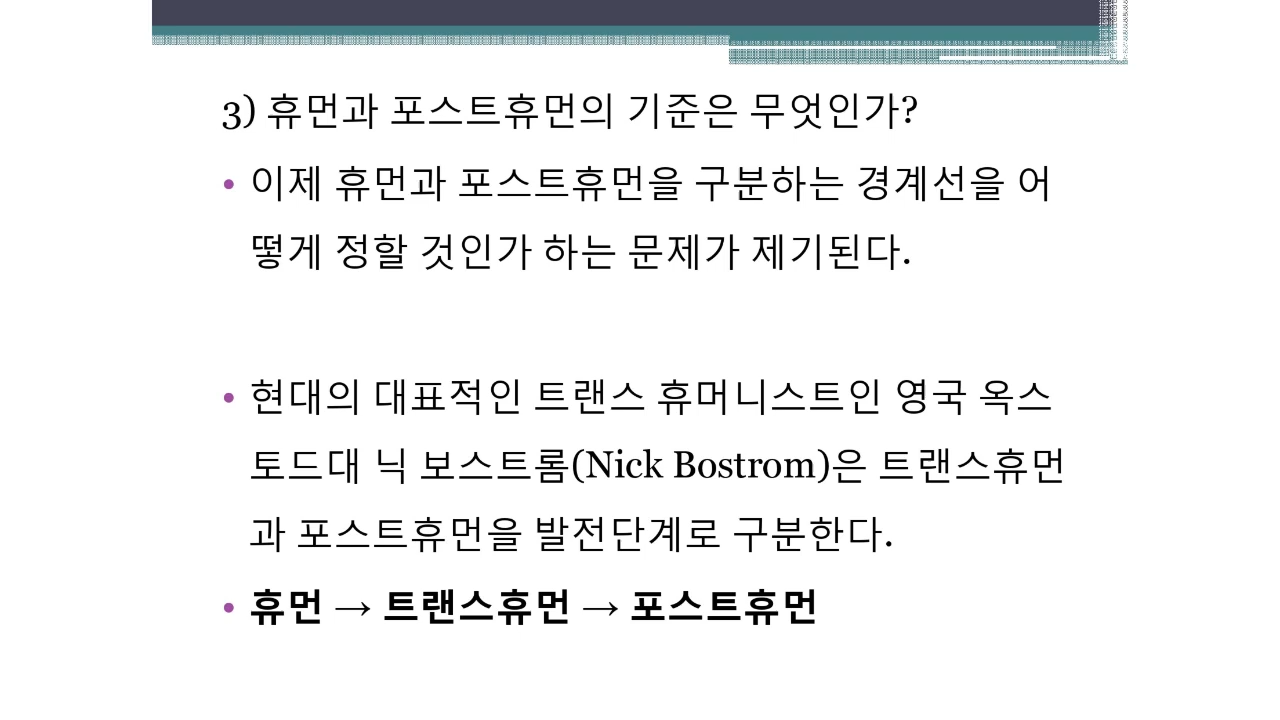 3) 휴먼과 포스트휴먼의 기준은 무엇인가?
• 이제 휴먼과 포스트휴먼을 구분하는 경계선을 어
떻게 정할 것인가 하는 문제가 제기된다.
• 현대의 대표적인 트랜스 휴머니스트인 영국 옥스
토드대 닉 보스트롬(Nick Bostrom)은 트랜스휴먼
과 포스트휴먼을 발전단계로 구분한다.
• 휴먼 → 트랜스휴먼 → 포스트휴먼